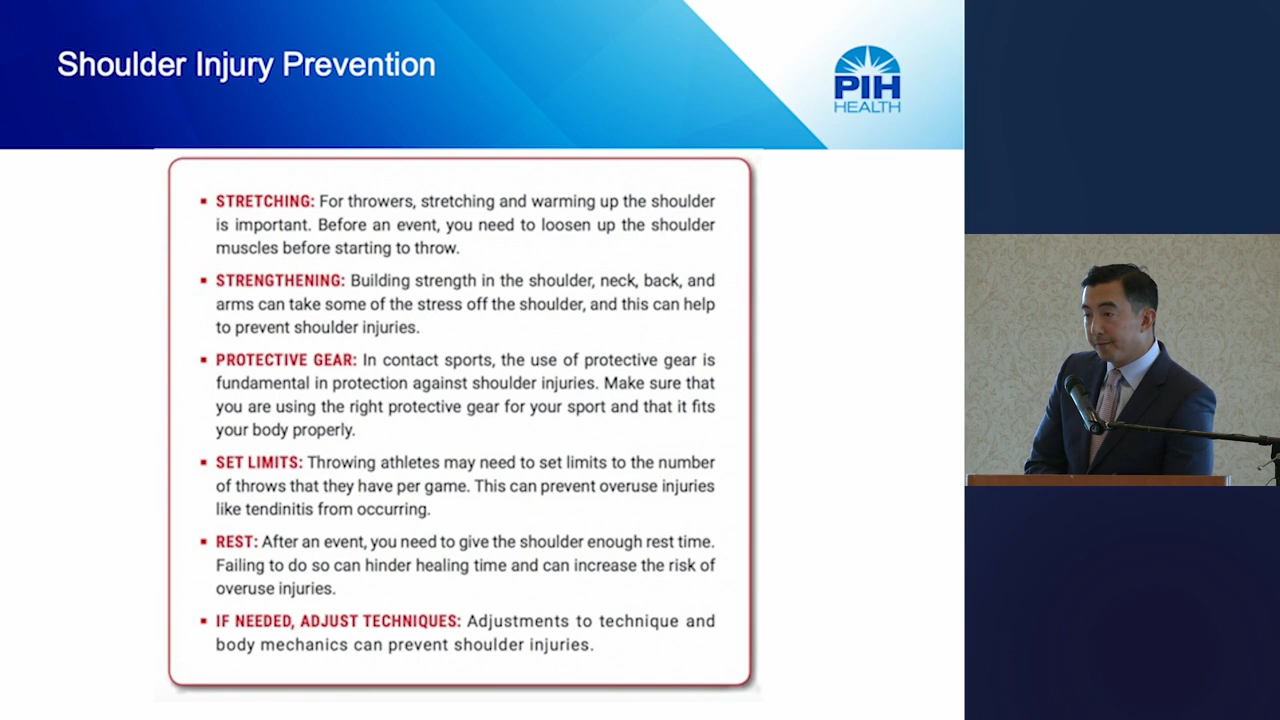 Shoulder Injury Prevention
PIH
HEALTH
▪ STRETCHING: For throwers, stretching and warming up the shoulder
is important. Before an event, you need to loosen up the shoulder
muscles before starting to throw.
▪ STRENGTHENING: Building strength in the shoulder, neck, back, and
arms can take some of the stress off the shoulder, and this can help
to prevent shoulder injuries.
▪ PROTECTIVE GEAR: In contact sports, the use of protective gear is
fundamental in protection against shoulder injuries. Make sure that
you are using the right protective gear for your sport and that it fits
your body properly.
▪ SET LIMITS: Throwing athletes may need to set limits to the number
of throws that they have per game. This can prevent overuse injuries
like tendinitis from occurring.
▪ REST: After an event, you need to give the shoulder enough rest time.
Failing to do so can hinder healing time and can increase the risk of
overuse injuries.
▪ IF NEEDED, ADJUST TECHNIQUES: Adjustments to technique and
body mechanics can prevent shoulder injuries.